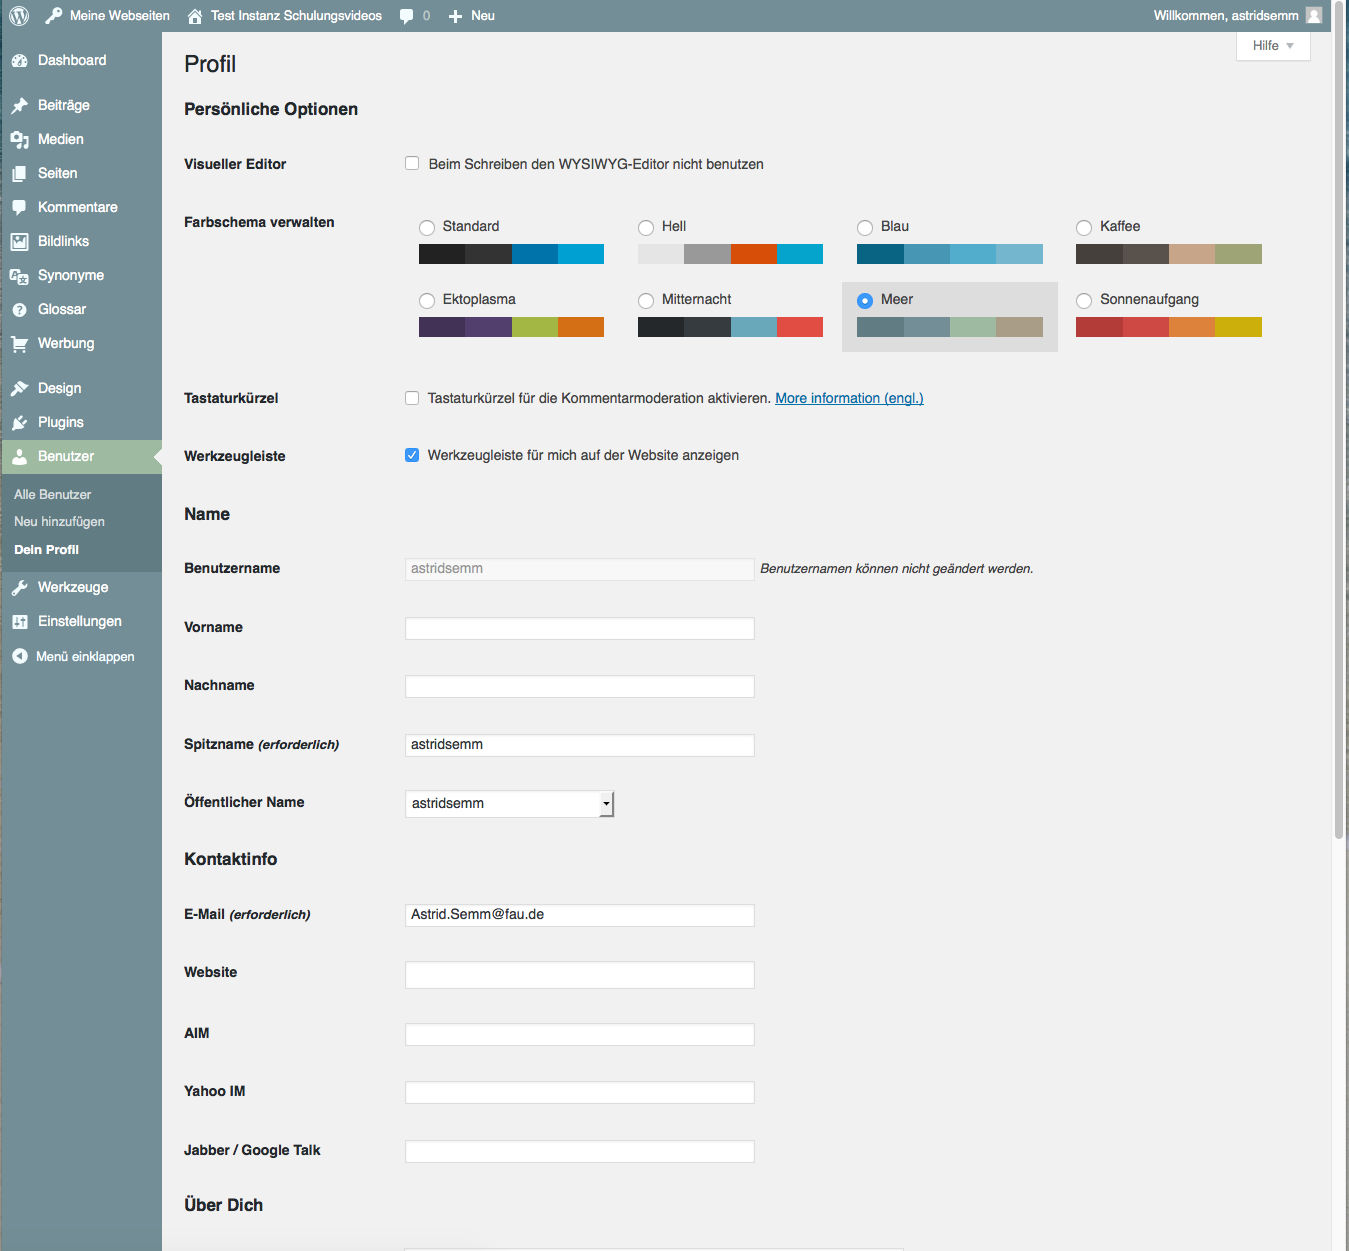 Meine Webseiten Test Instanz Schulungsvideos 0 Neu Willkommen, astridsemm
Hilfe
Dashboard
Beiträge
Medien
Seiten
Kommentare
Bildlinks
Synonyme
Glossar
Werbung
Design
Plugins
Benutzer
Alle Benutzer
Neu hinzufügen
Dein Profil
Werkzeuge
Einstellungen
Menü einklappen
Profil
Persönliche Optionen
Visueller Editor Beim Schreiben den WYSIWYG-Editor nicht benutzen
Farbschema verwalten Standard Hell Blau Kaffee
Ektoplasma Mitternacht Meer Sonnenaufgang
Tastaturkürzel Tastaturkürzel für die Kommentarmoderation aktivieren. More information (engl.)
Werkzeugleiste Werkzeugleiste für mich auf der Website anzeigen
Name
Benutzername astridsemm Benutzernamen können nicht geändert werden.
Vorname
Nachname
Spitzname (erforderlich) astridsemm
Öffentlicher Name astridsemm
Kontaktinfo
E-Mail (erforderlich) Astrid.Semm@fau.de
Website
AIM
Yahoo IM
Jabber / Google Talk
Über Dich